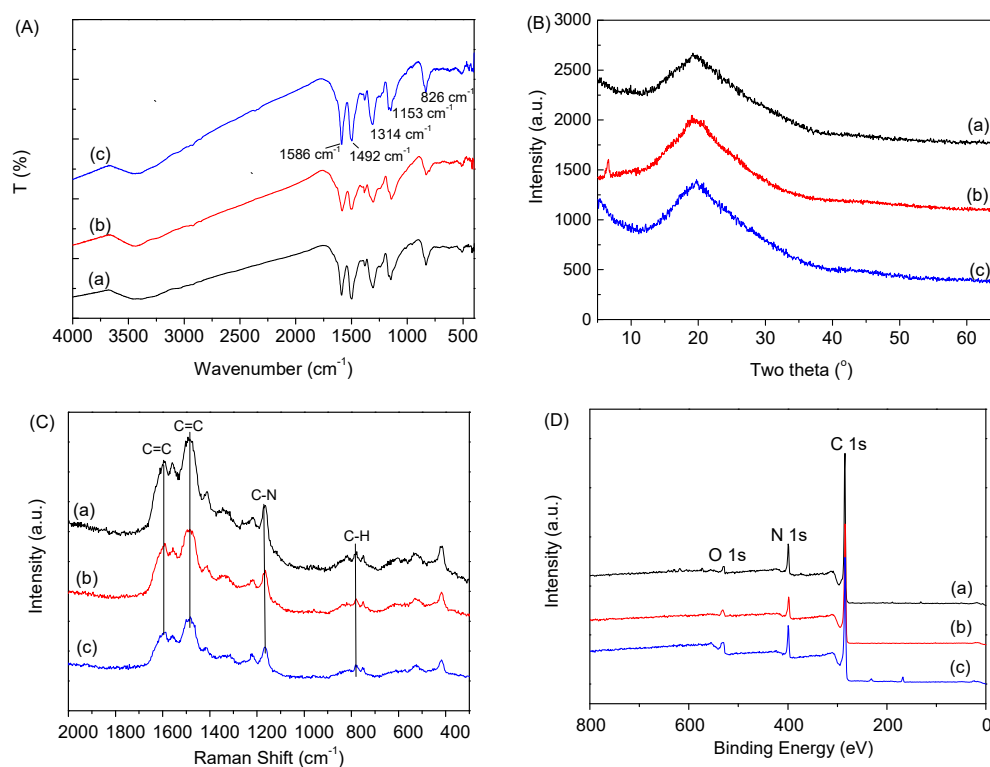 (A)
T (%)
(c)
(b)
(a)
1586 cm-1
1492 cm-1
1314 cm-1
1153 cm-1
826 cm-1
4000 3500 3000 2500 2000 1500 1000 500
Wavenumber (cm-1)
(B)
Intensity (a.u.)
3000
2500
2000
1500
1000
500
0
(a)
(b)
(c)
10 20 30 40 50 60
Two theta (o)
(C)
Intensity (a.u.)
C=C
C=C
C-N
C-H
(a)
(b)
(c)
2000 1800 1600 1400 1200 1000 800 600 400
Raman Shift (cm-1)
(D)
Intensity (a.u.)
C 1s
N 1s
O 1s
(a)
(b)
(c)
800 600 400 200 0
Binding Energy (eV)